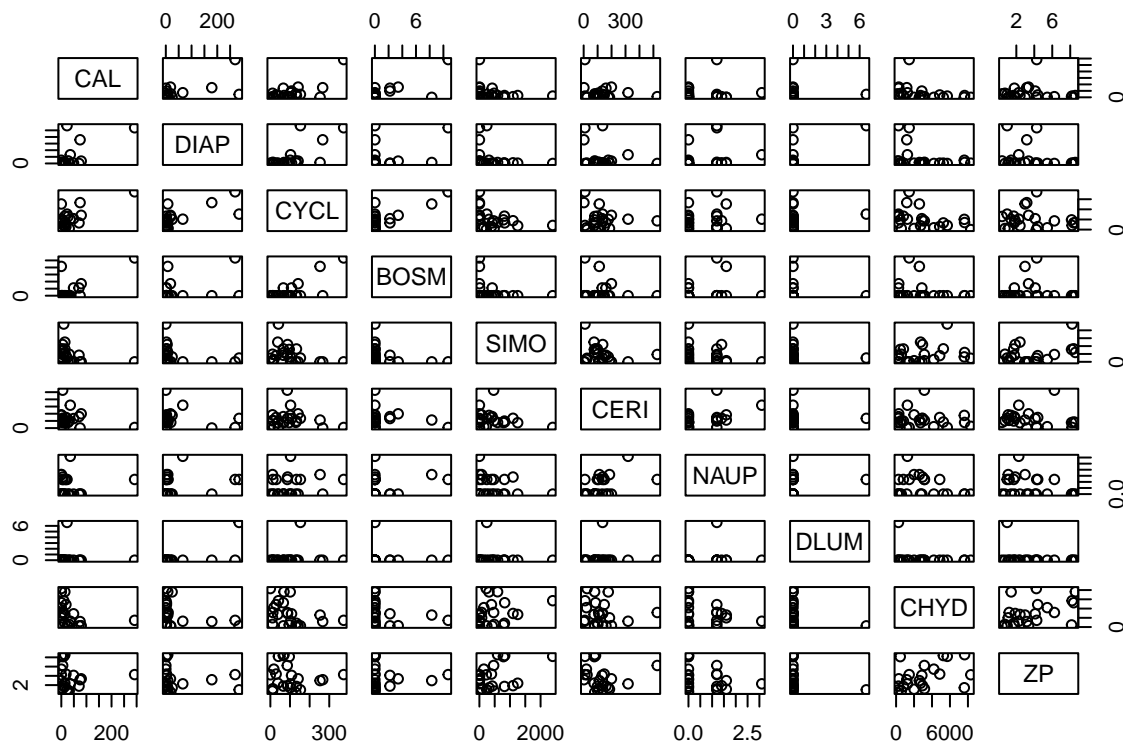 0 200 0 6 0 300 0 3 6 2 6
CAL 0
0 DIAP
CYCL 0
0 BOSM
SIMO 0
0 CERI
NAUP 0.0
0 6 DLUM
CHYD 0
2 ZP
0 200 0 300 0 2000 0.0 2.5 0 6000 2 6